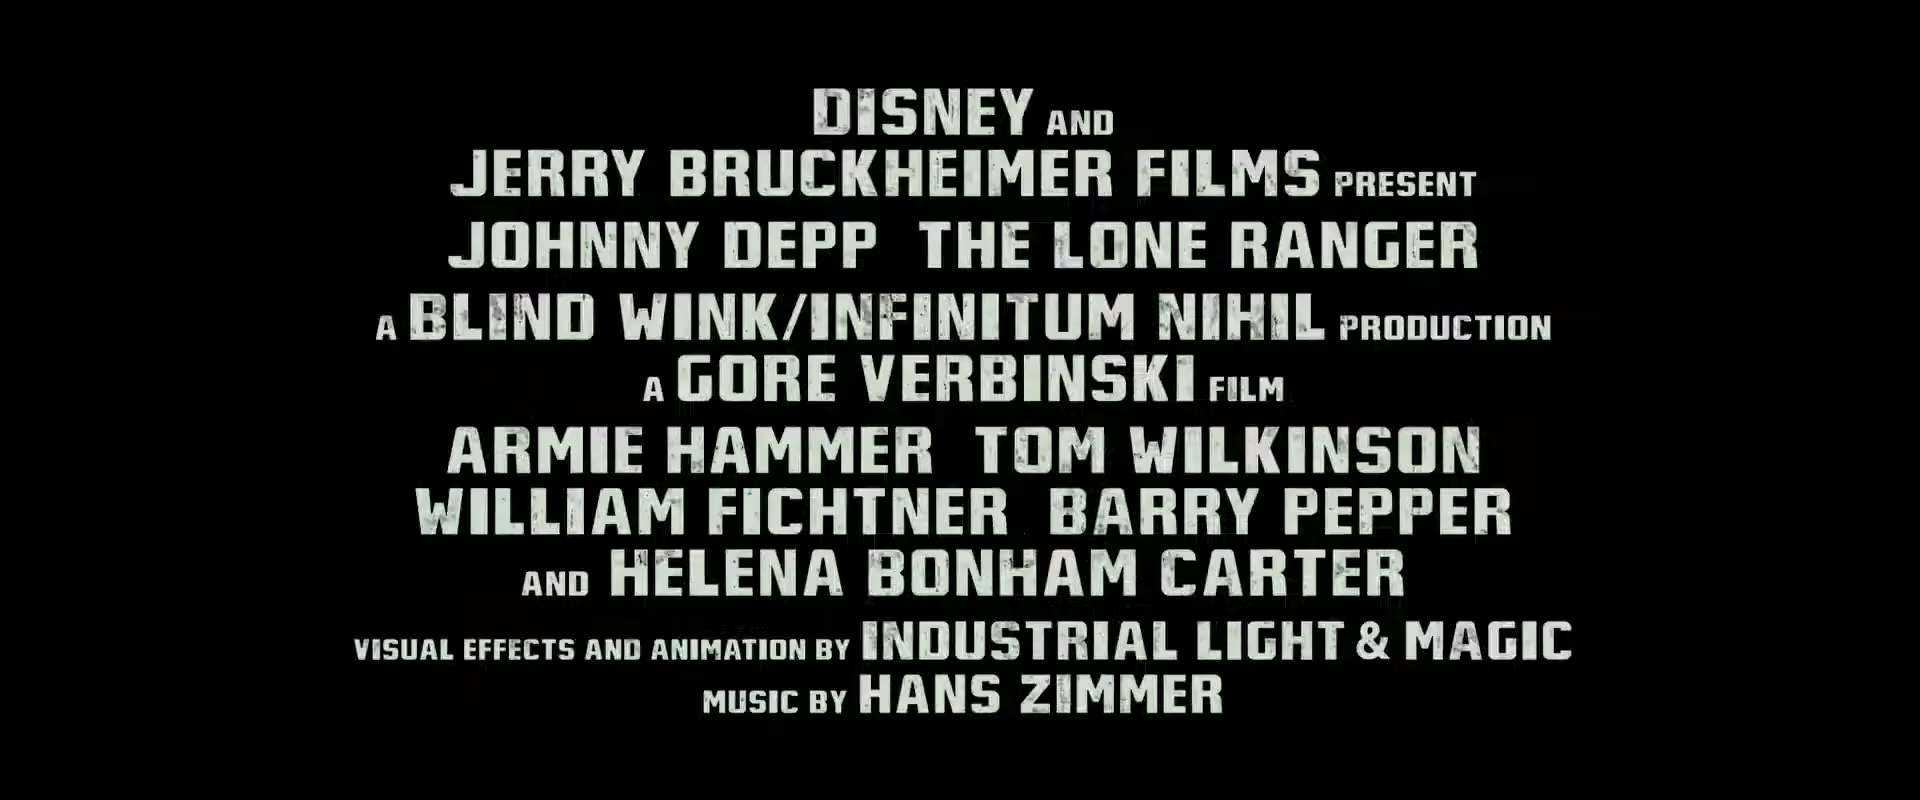 DISNEY AND
JERRY BRUCKHEIMER FILMS PRESENT
JOHNNY DEPP THE LONE RANGER
A BLIND WINK/INFINITUM NIHIL PRODUCTION
A GORE VERBINSKI FILM
ARMIE HAMMER TOM WILKINSON
WILLIAM FICHTNER BARRY PEPPER
AND HELENA BONHAM CARTER
VISUAL EFFECTS AND ANIMATION BY INDUSTRIAL LIGHT & MAGIC
MUSIC BY HANS ZIMMER